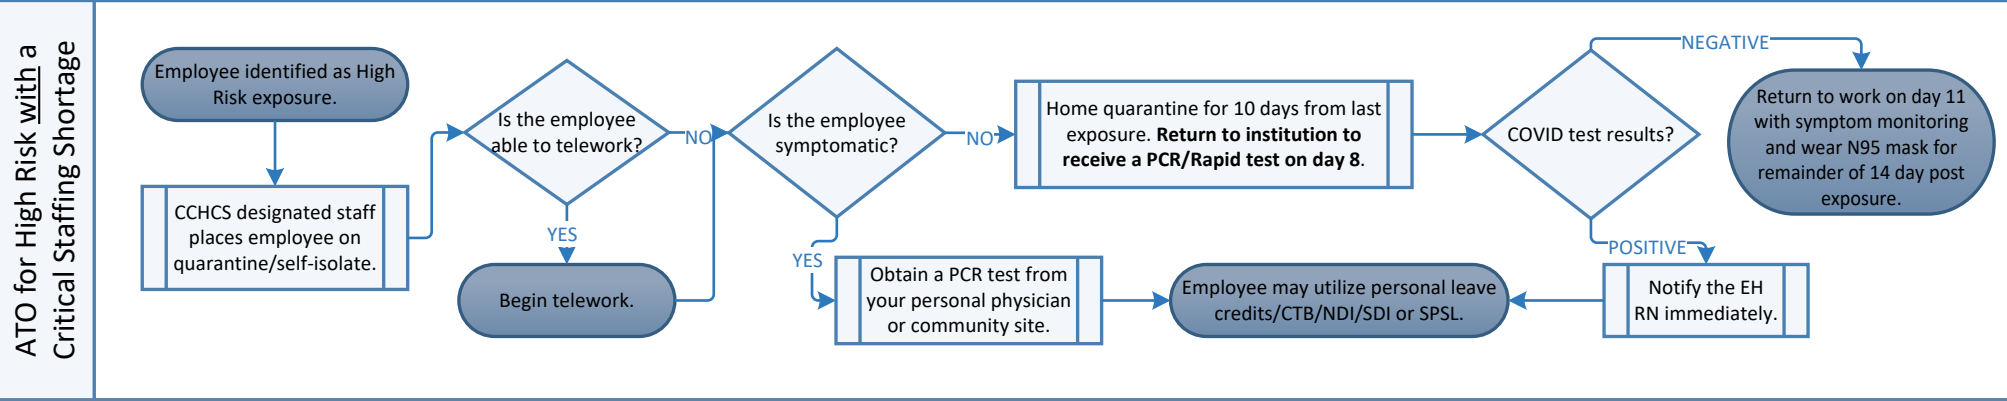 ATO for High Risk with a
Critical Staffing Shortage
Employee identified as High
Risk exposure.
CCHCS designated staff
places employee on
quarantine/self-isolate.
Is the employee
able to telework?
NO
YES
Begin telework.
Is the employee
symptomatic?
NO
YES
Obtain a PCR test from
your personal physician
or community site.
Home quarantine for 10 days from last
exposure. Return to institution to
receive a PCR/Rapid test on day 8.
COVID test results?
NEGATIVE
Return to work on day 11
with symptom monitoring
and wear N95 mask for
remainder of 14 day post
exposure.
POSITIVE
Notify the EH
RN immediately.
Employee may utilize personal leave
credits/CTB/NDI/SDI or SPSL.